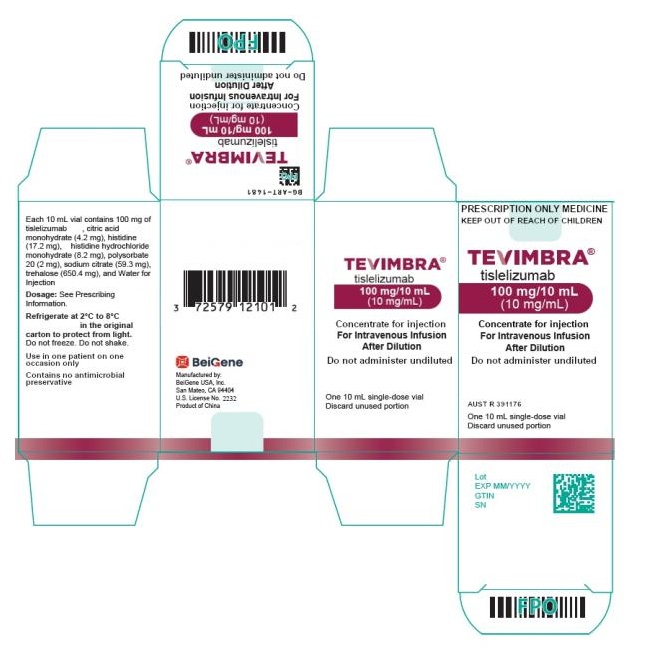 FPO
Do not administer undiluted
After Dilution
For Intravenous Infusion
Concentrate for injection
(10 mg/mL)
100 mg/10 mL
tislelizumab
TEVIMBRA®
FPO
BG-ART-1481
Each 10 mL vial contains 100 mg of
tislelizumab , citric acid
monohydrate (4.2 mg), histidine
(17.2 mg), histidine hydrochloride
monohydrate (8.2 mg), polysorbate
20 (2 mg), sodium citrate (59.3 mg),
trehalose (650.4 mg), and Water for
Injection
Dosage: See Prescribing
Information.
Refrigerate at 2°C to 8°C
in the original
carton to protect from light.
Do not freeze. Do not shake.
Use in one patient on one
occasion only
Contains no antimicrobial
preservative
3 72579 12101 2
BeiGene
Manufactured by:
BeiGene USA, Inc.
San Mateo, CA 94404
U.S. License No. 2232
Product of China
TEVIMBRA®
tislelizumab
100 mg/10 mL
(10 mg/mL)
Concentrate for injection
For Intravenous Infusion
After Dilution
Do not administer undiluted
One 10 mL single-dose vial
Discard unused portion
PRESCRIPTION ONLY MEDICINE
KEEP OUT OF REACH OF CHILDREN
TEVIMBRA®
tislelizumab
100 mg/10 mL
(10 mg/mL)
Concentrate for injection
For Intravenous Infusion
After Dilution
Do not administer undiluted
AUST R 391176
One 10 mL single-dose vial
Discard unused portion
Lot
EXP MM/YYYY
GTIN
SN
FPO